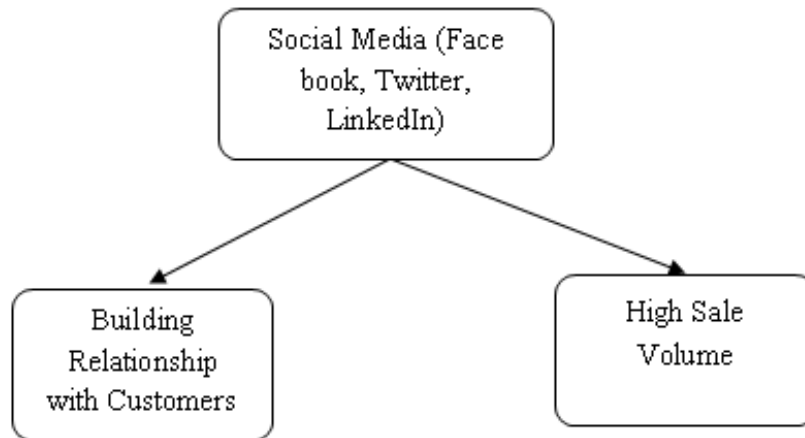 Social Media (Face
book, Twitter,
LinkedIn)
Building
Relationship
with Customers
High Sale
Volume